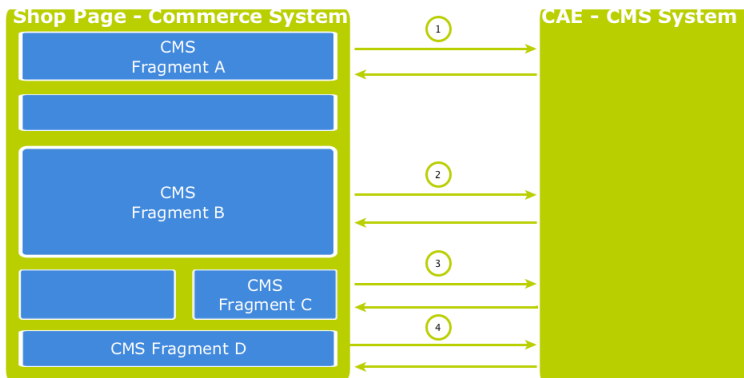 Shop Page - Commerce System
CAE - CMS System
CMS
Fragment A
1
CMS
Fragment B
2
CMS
Fragment C
3
CMS Fragment D
4